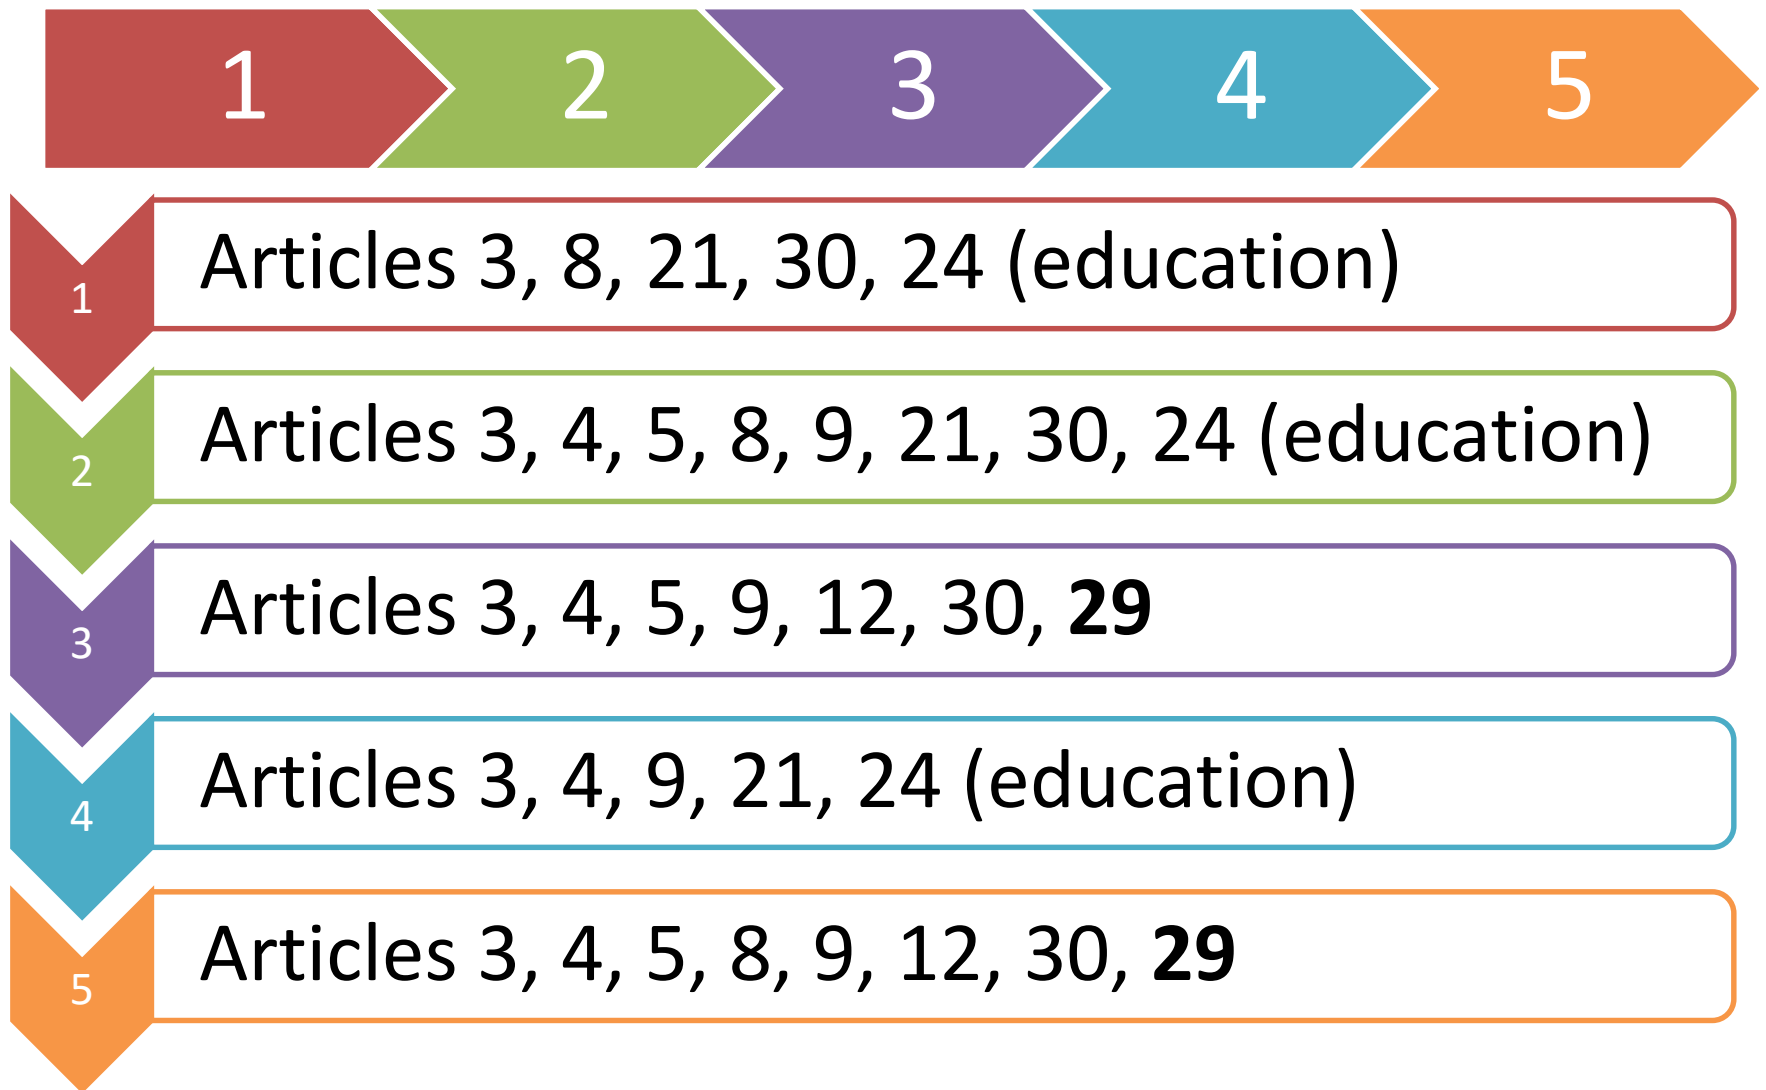 1 2 3 4 5
1 Articles 3, 8, 21, 30, 24 (education)
2 Articles 3, 4, 5, 8, 9, 21, 30, 24 (education)
3 Articles 3, 4, 5, 9, 12, 30, 29
4 Articles 3, 4, 9, 21, 24 (education)
5 Articles 3, 4, 5, 8, 9, 12, 30, 29